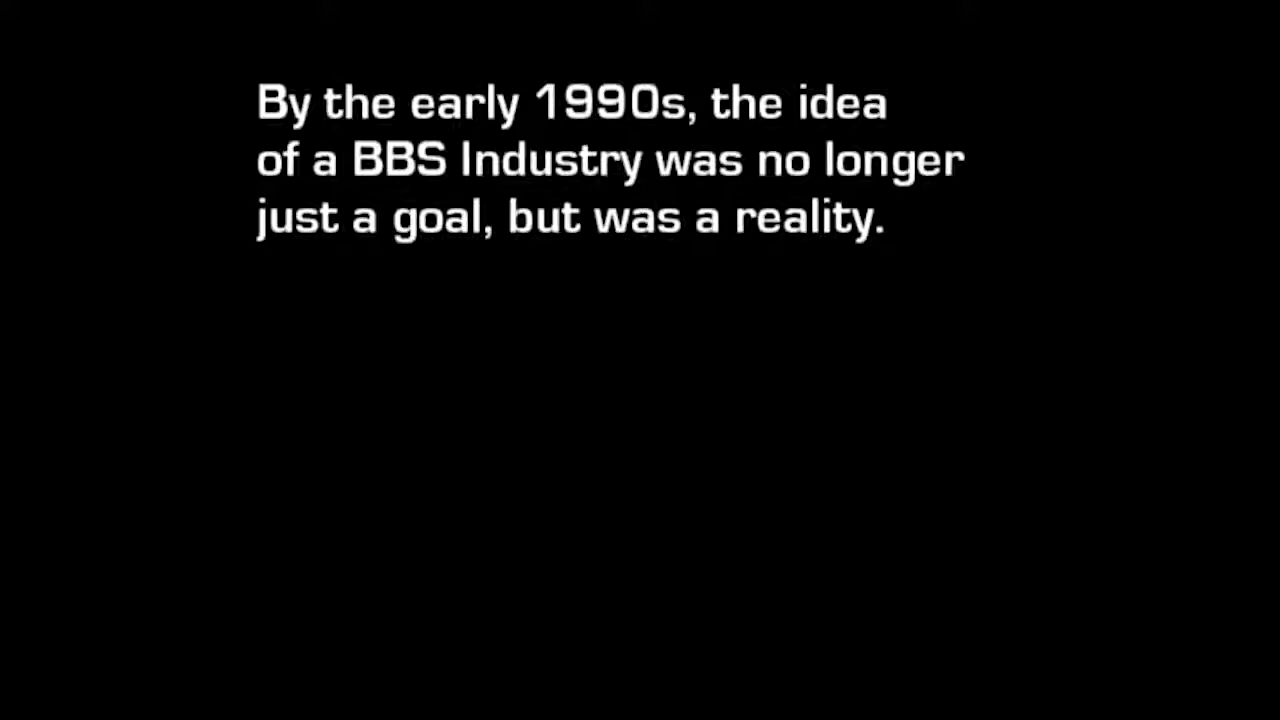 By the early 1990s, the idea
of a BBS Industry was no longer
just a goal, but was a reality.